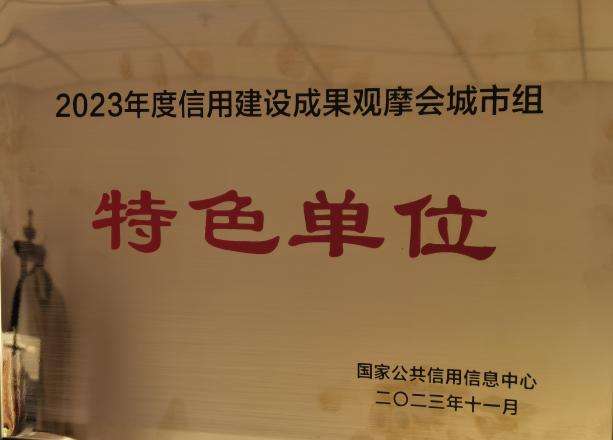 2023年度信用建设成果观摩会城市组
特色单位
国家公共信用信息中心
二〇二三年十一月